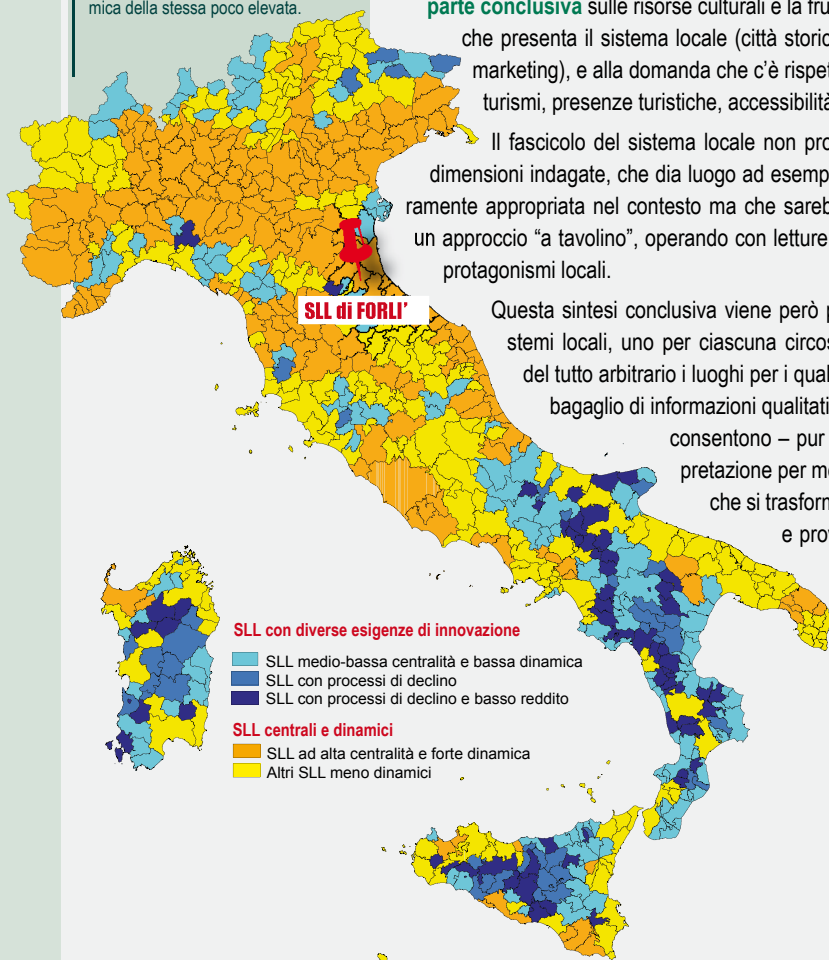 mica della stessa poco elevata.
parte conclusiva sulle risorse culturali e la fru
che presenta il sistema locale (città storic
marketing), e alla domanda che c'è rispet
turismi, presenze turistiche, accessibilità
Il fascicolo del sistema locale non pro
dimensioni indagate, che dia luogo ad esemp
ramente appropriata nel contesto ma che sareb
un approccio “a tavolino”, operando con letture
protagonismi locali.
SLL di FORLI’
Questa sintesi conclusiva viene però p
stemi locali, uno per ciascuna circos
del tutto arbitrario i luoghi per i qual
bagaglio di informazioni qualitati
consentono – pur
pretazione per me
che si trasform
e prov
SLL con diverse esigenze di innovazione
SLL medio-bassa centralità e bassa dinamica
SLL con processi di declino
SLL con processi di declino e basso reddito
SLL centrali e dinamici
SLL ad alta centralità e forte dinamica
Altri SLL meno dinamici